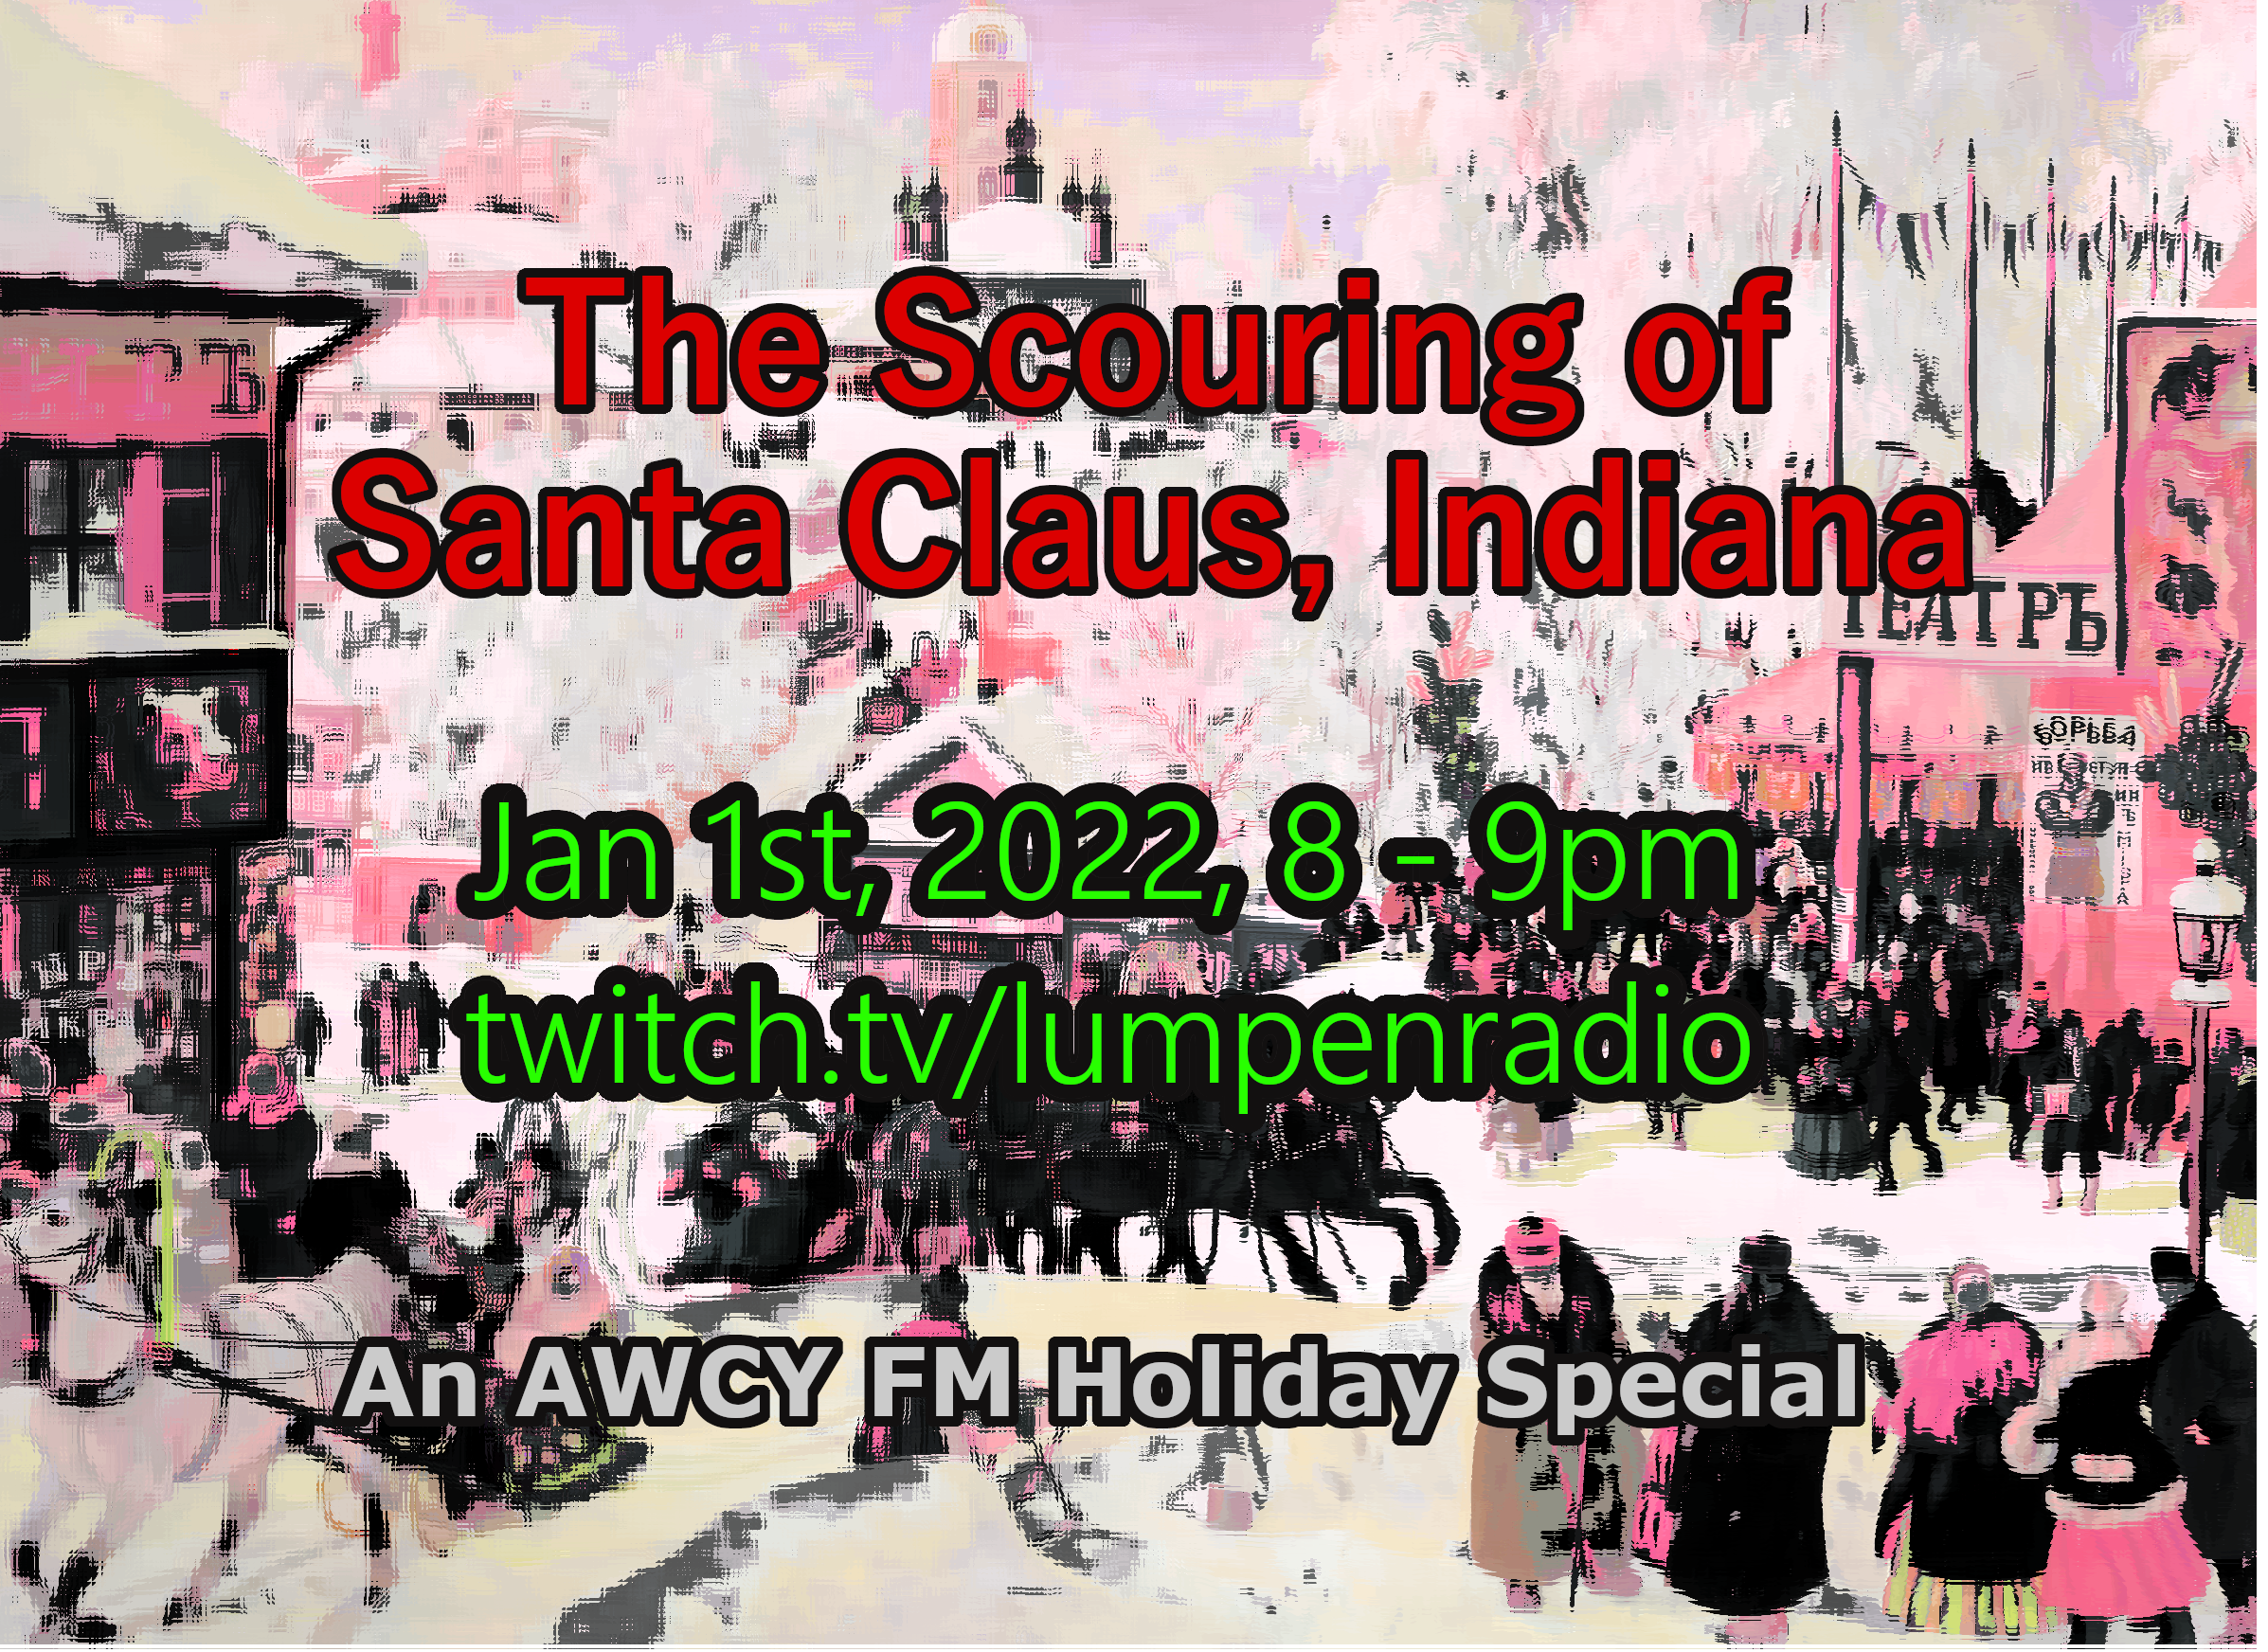 The Scouring of
Santa Claus, Indiana
ТЕАТРЪ
БОРЬБА
Jan 1st, 2022, 8 - 9pm
twitch.tv/lumpenradio
An AWCY FM Holiday Special